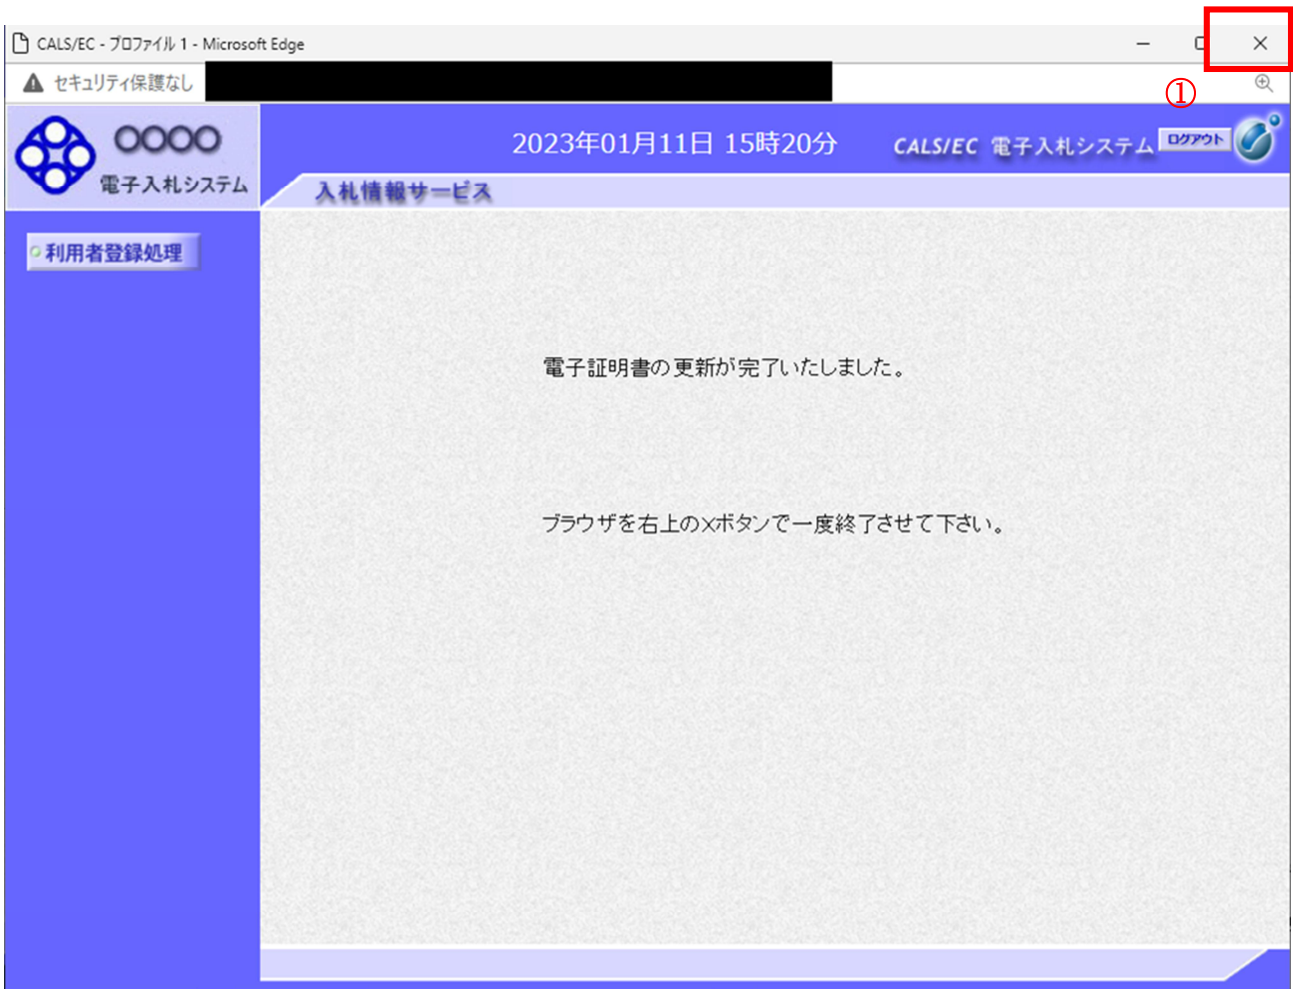 CALS/EC - プロファイル 1 - Microsoft Edge
セキュリティ保護なし
①
〇〇〇〇
電子入札システム
2023年01月11日 15時20分
CALS/EC 電子入札システム
ログアウト
入札情報サービス
利用者登録処理
電子証明書の更新が完了いたしました。
ブラウザを右上の×ボタンで一度終了させて下さい。